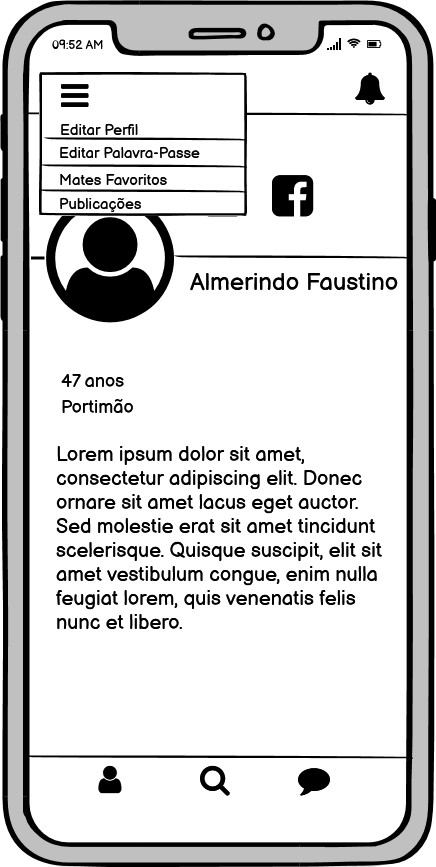 09:52 AM
Editar Perfil
Editar Palavra-Passe
Mates Favoritos
Publicações
Almerindo Faustino
47 anos
Portimão
Lorem ipsum dolor sit amet,
consectetur adipiscing elit. Donec
ornare sit amet lacus eget auctor.
Sed molestie erat sit amet tincidunt
scelerisque. Quisque suscipit, elit sit
amet vestibulum congue, enim nulla
feugiat lorem, quis venenatis felis
nunc et libero.